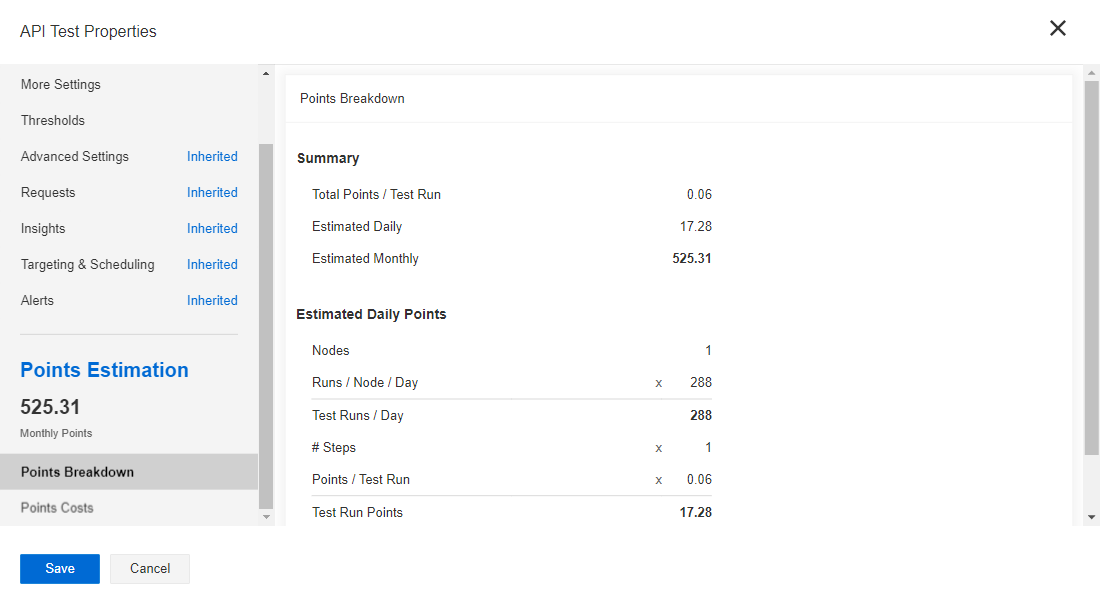 API Test Properties
More Settings
Thresholds
Advanced Settings Inherited
Requests Inherited
Insights Inherited
Targeting & Scheduling Inherited
Alerts Inherited
Points Estimation
525.31
Monthly Points
Points Breakdown
Points Costs
Points Breakdown
Summary
Total Points / Test Run 0.06
Estimated Daily 17.28
Estimated Monthly 525.31
Estimated Daily Points
Nodes 1
Runs / Node / Day x 288
Test Runs / Day 288
# Steps x 1
Points / Test Run x 0.06
Test Run Points 17.28
Save Cancel